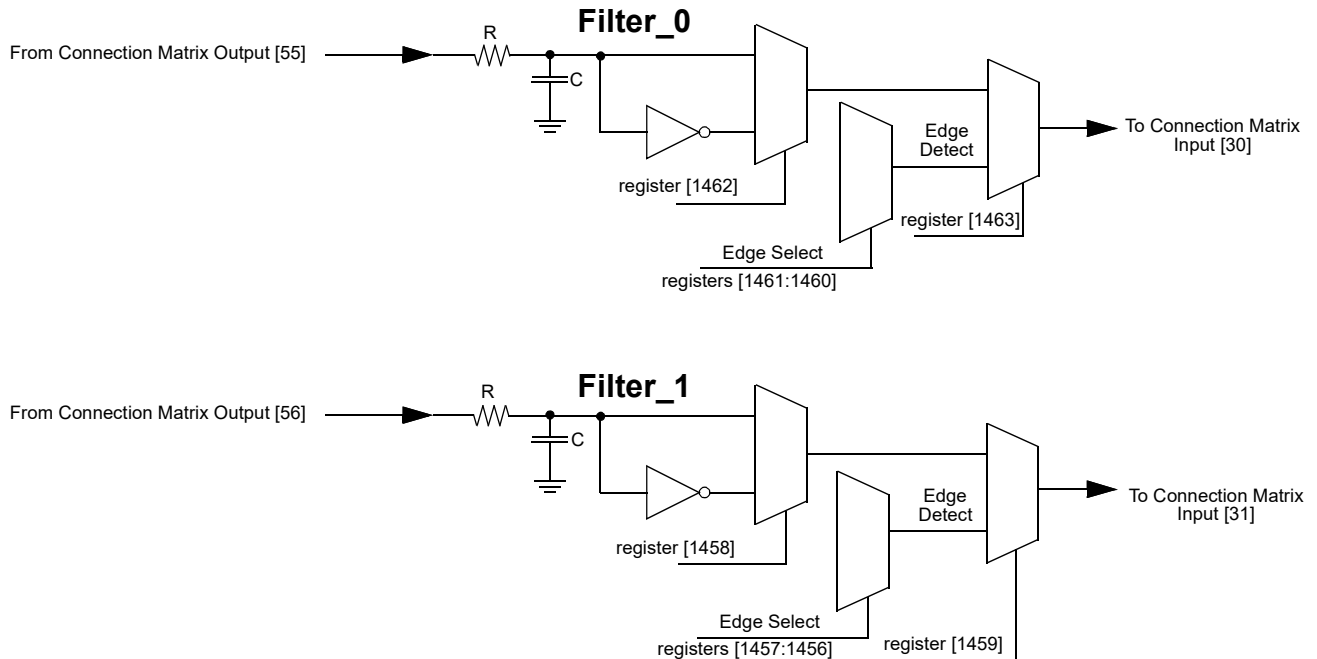 Filter_0
R
From Connection Matrix Output [55]
C
Edge
Detect
To Connection Matrix
Input [30]
register [1462]
register [1463]
Edge Select
registers [1461:1460]
Filter_1
R
From Connection Matrix Output [56]
C
Edge
Detect
To Connection Matrix
Input [31]
register [1458]
Edge Select
registers [1457:1456]
register [1459]